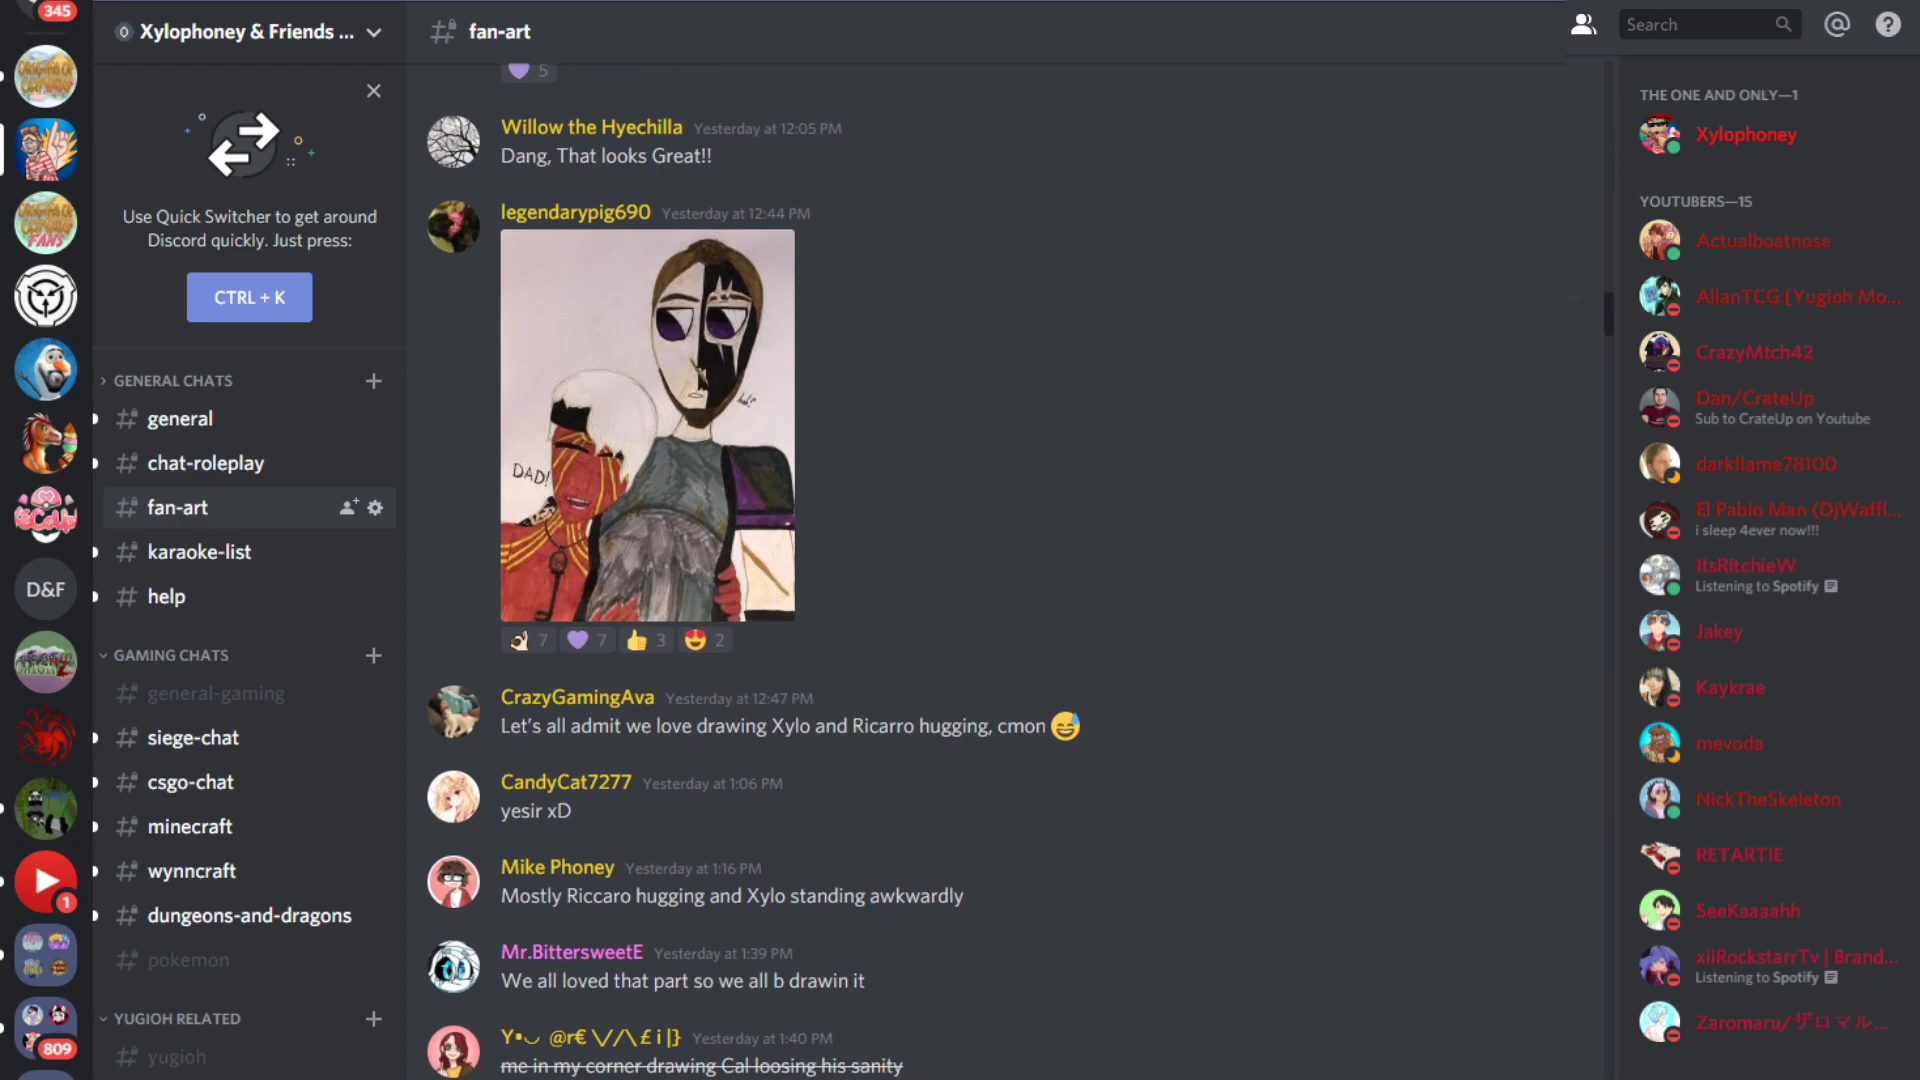 345
Xylophoney & Friends ...
fan-art
Search
5
Willow the Hyechilla Yesterday at 12:05 PM
Dang, That looks Great!!
Use Quick Switcher to get around
Discord quickly. Just press:
CTRL + K
legendarypig690 Yesterday at 12:44 PM
DAD!
7 7 3 2
CrazyGamingAva Yesterday at 12:47 PM
Let's all admit we love drawing Xylo and Ricarro hugging, cmon
CandyCat7277 Yesterday at 1:06 PM
yesir xD
Mike Phoney Yesterday at 1:16 PM
Mostly Riccaro hugging and Xylo standing awkwardly
Mr.BittersweetE Yesterday at 1:39 PM
We all loved that part so we all b drawin it
Y•◡ @r€ \//\ £ i |} Yesterday at 1:40 PM
me in my corner drawing Cal loosing his sanity
GENERAL CHATS
general
chat-roleplay
fan-art
karaoke-list
help
GAMING CHATS
general-gaming
siege-chat
csgo-chat
minecraft
wynncraft
dungeons-and-dragons
pokemon
YUGIOH RELATED
yugioh
FANS
D&F
1
809
THE ONE AND ONLY—1
Xylophoney
YOUTUBERS—15
Actualboatnose
AllanTCG [Yugioh Mo...
CrazyMtch42
Dan/CrateUp
Sub to CrateUp on Youtube
darkflame78100
El Pablo Man (DjWaffl...
i sleep 4ever now!!!
ItsRitchieW
Listening to Spotify
Jakey
Kaykrae
mevoda
NickTheSkeleton
RETARTIE
SeeKaaaahh
xiiRockstarrTv | Brand...
Listening to Spotify
Zaromaru/ザロマル...